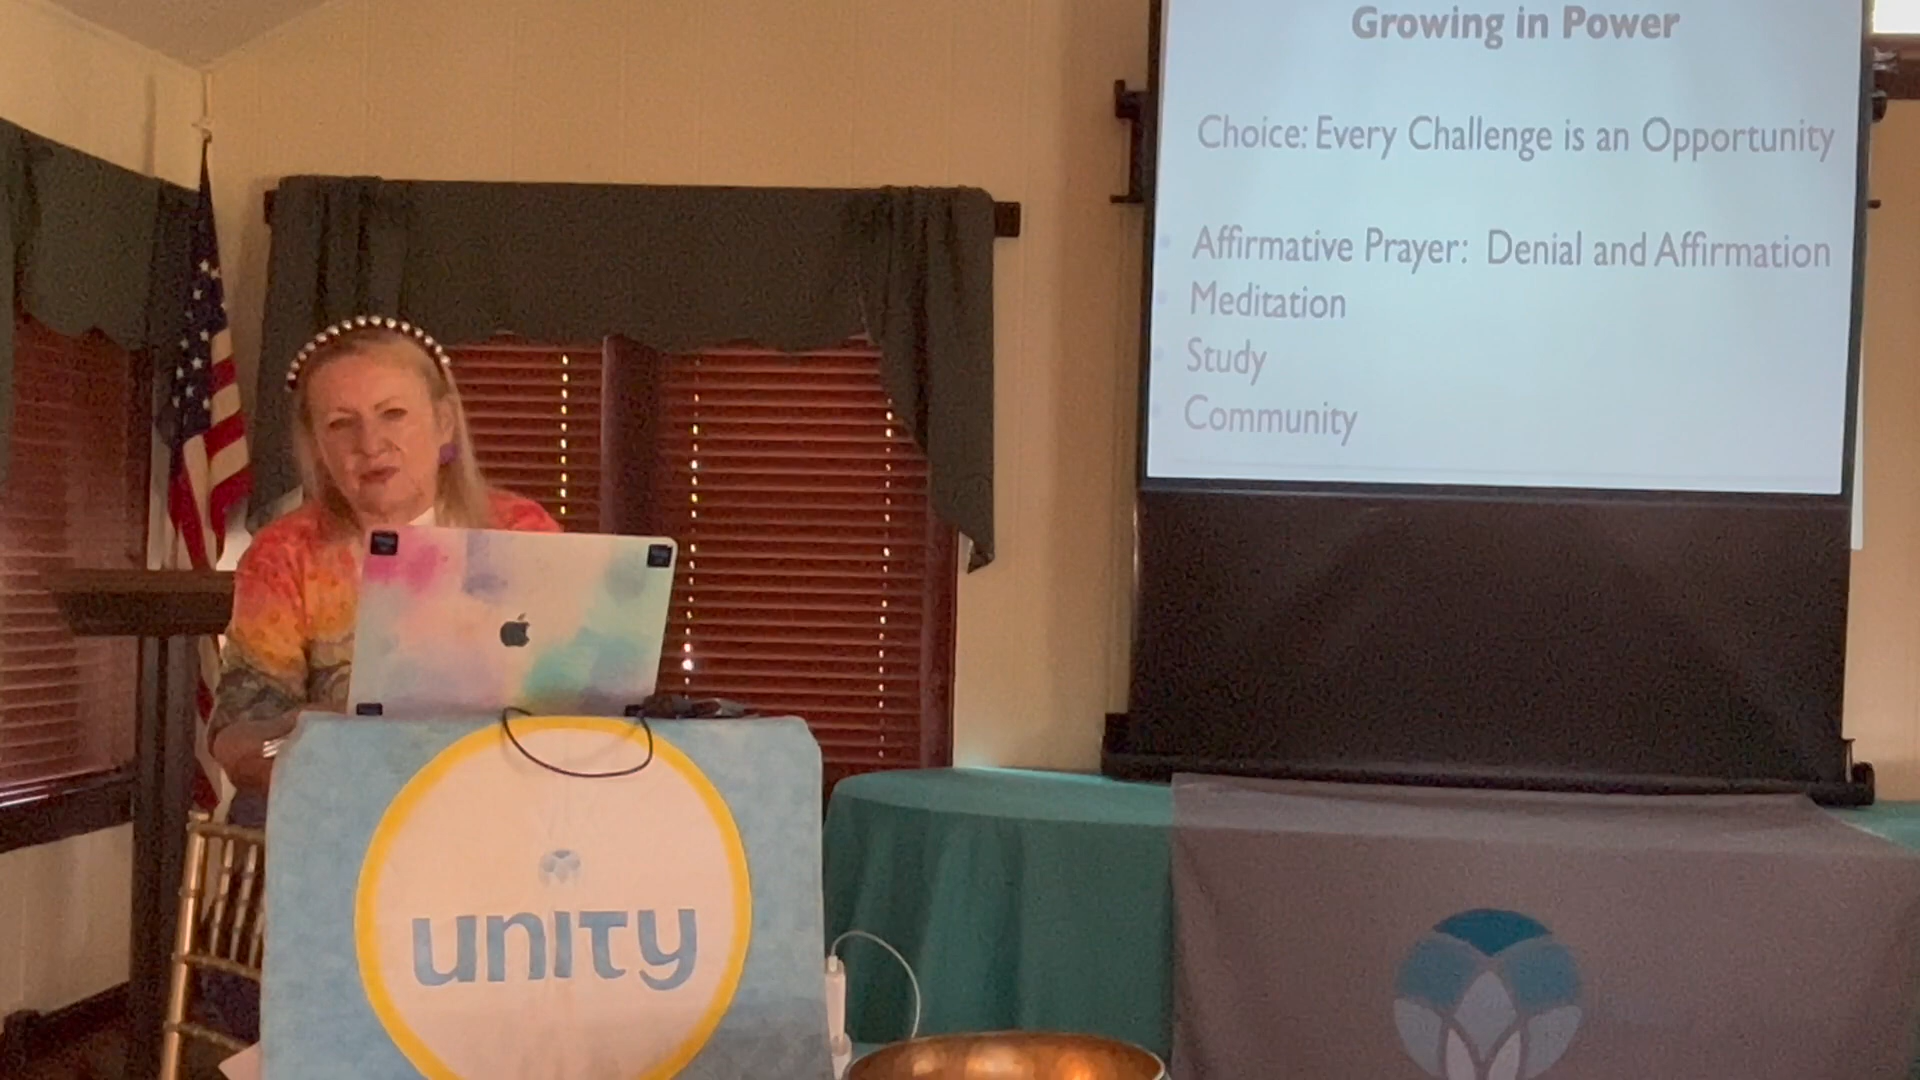 Growing in Power
Choice: Every Challenge is an Opportunity
Affirmative Prayer: Denial and Affirmation
Meditation
Study
Community
unity